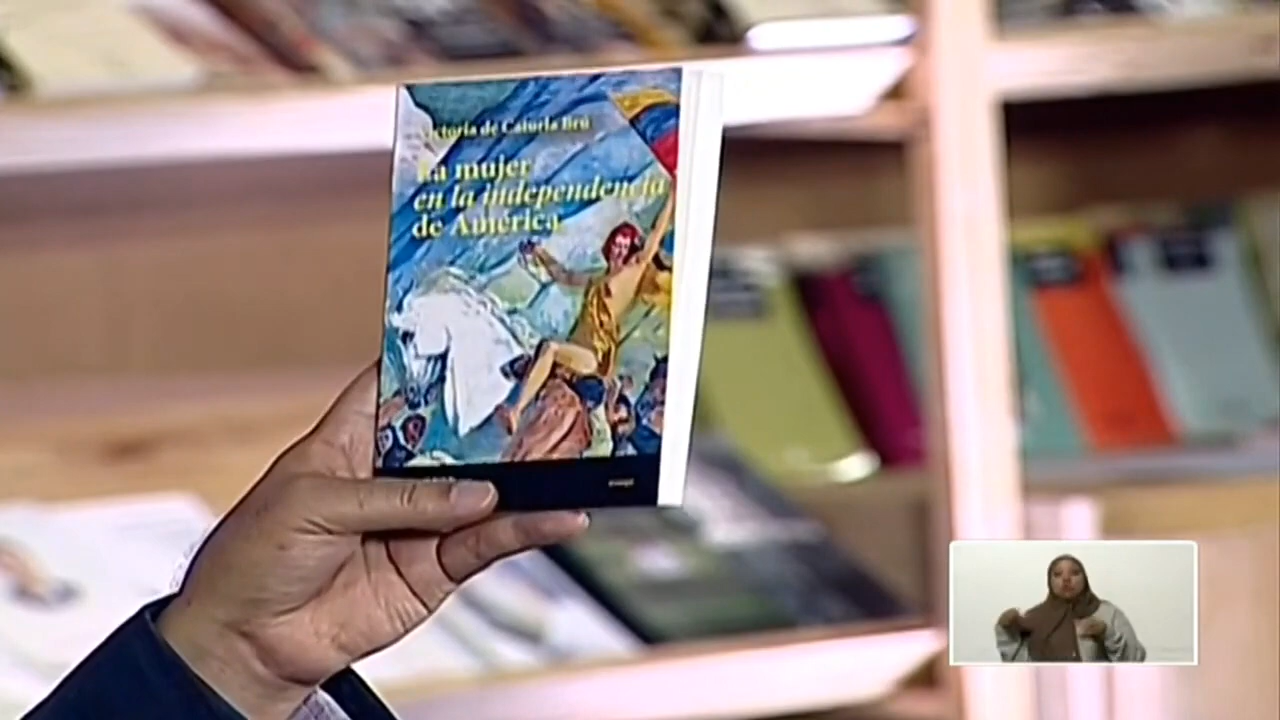 Victoria de Caturla Brú
La mujer
en la independencia
de América